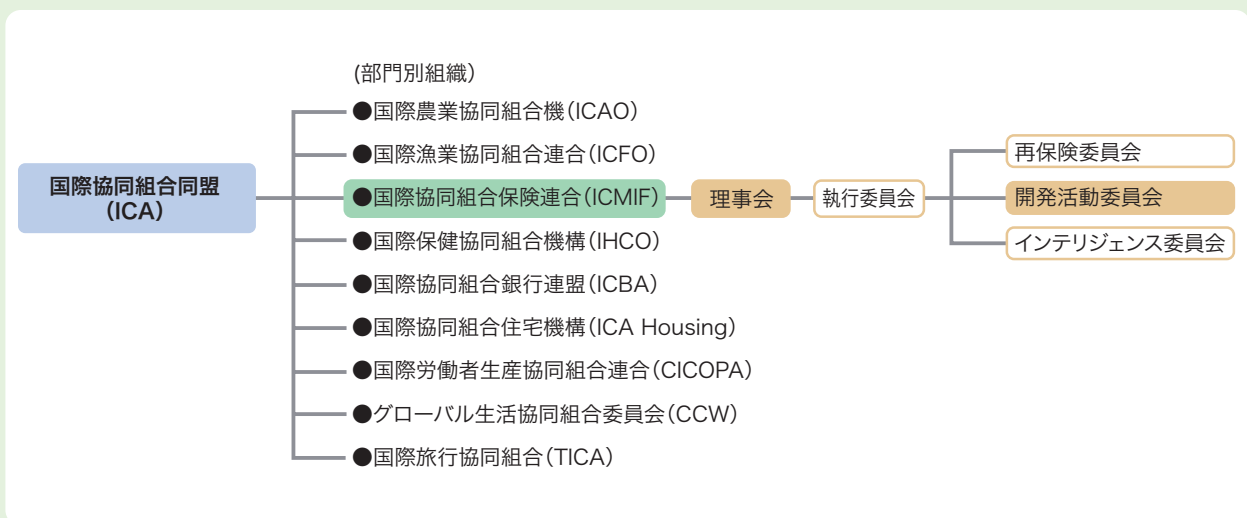 (部門別組織)
●国際農業協同組合機(ICAO)
●国際漁業協同組合連合(ICFO)
国際協同組合同盟
(ICA)
●国際協同組合保険連合(ICMIF)
理事会
執行委員会
再保険委員会
開発活動委員会
インテリジェンス委員会
●国際保健協同組合機構(IHCO)
●国際協同組合銀行連盟(ICBA)
●国際協同組合住宅機構(ICA Housing)
●国際労働者生産協同組合連合(CICOPA)
●グローバル生活協同組合委員会(CCW)
●国際旅行協同組合(TICA)